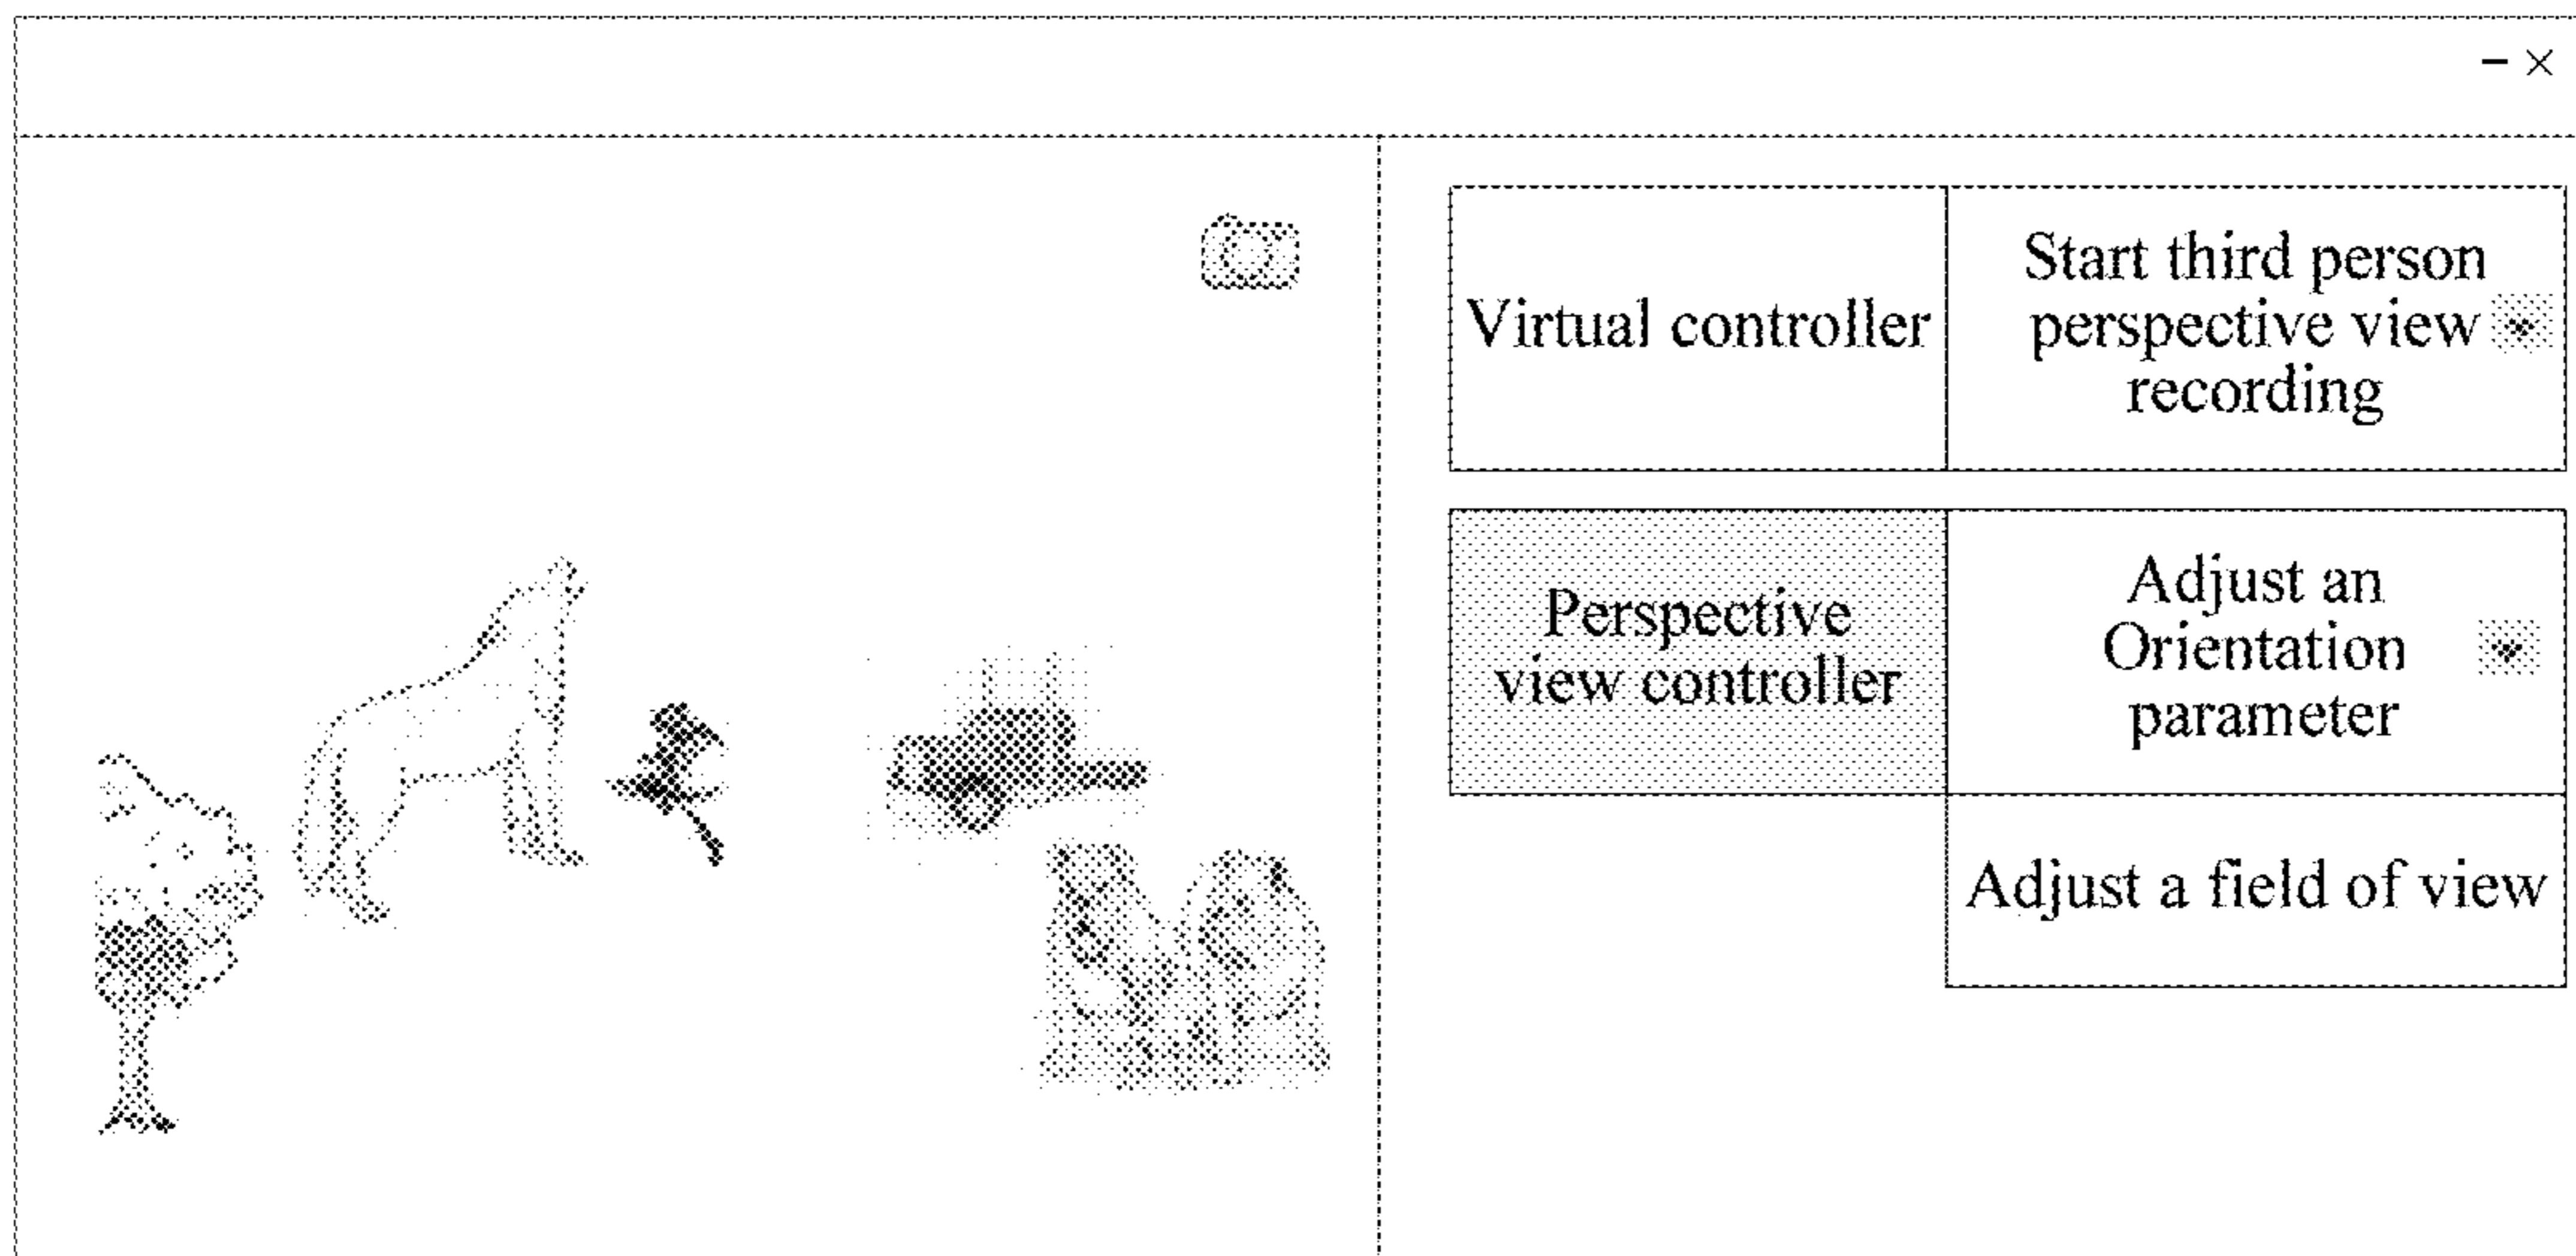 Virtual controller
Start third person
perspective view
recording
Perspective
view controller
Adjust an
Orientation
parameter
Adjust a field of view